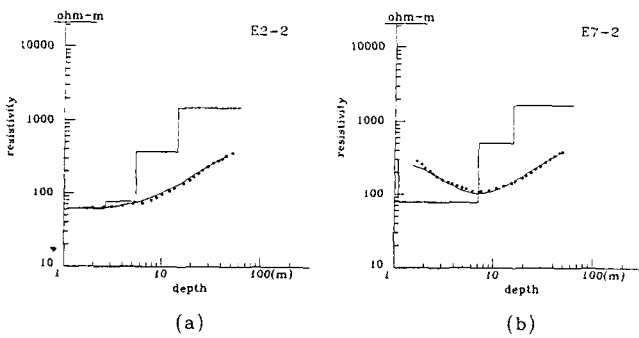 ohm-m
E2-2
10000
1000
100
10
resistivity
1
10
100(m)
depth
(a)
ohm-m
E7-2
10000
1000
100
10
resistivity
1
10
100(m)
depth
(b)